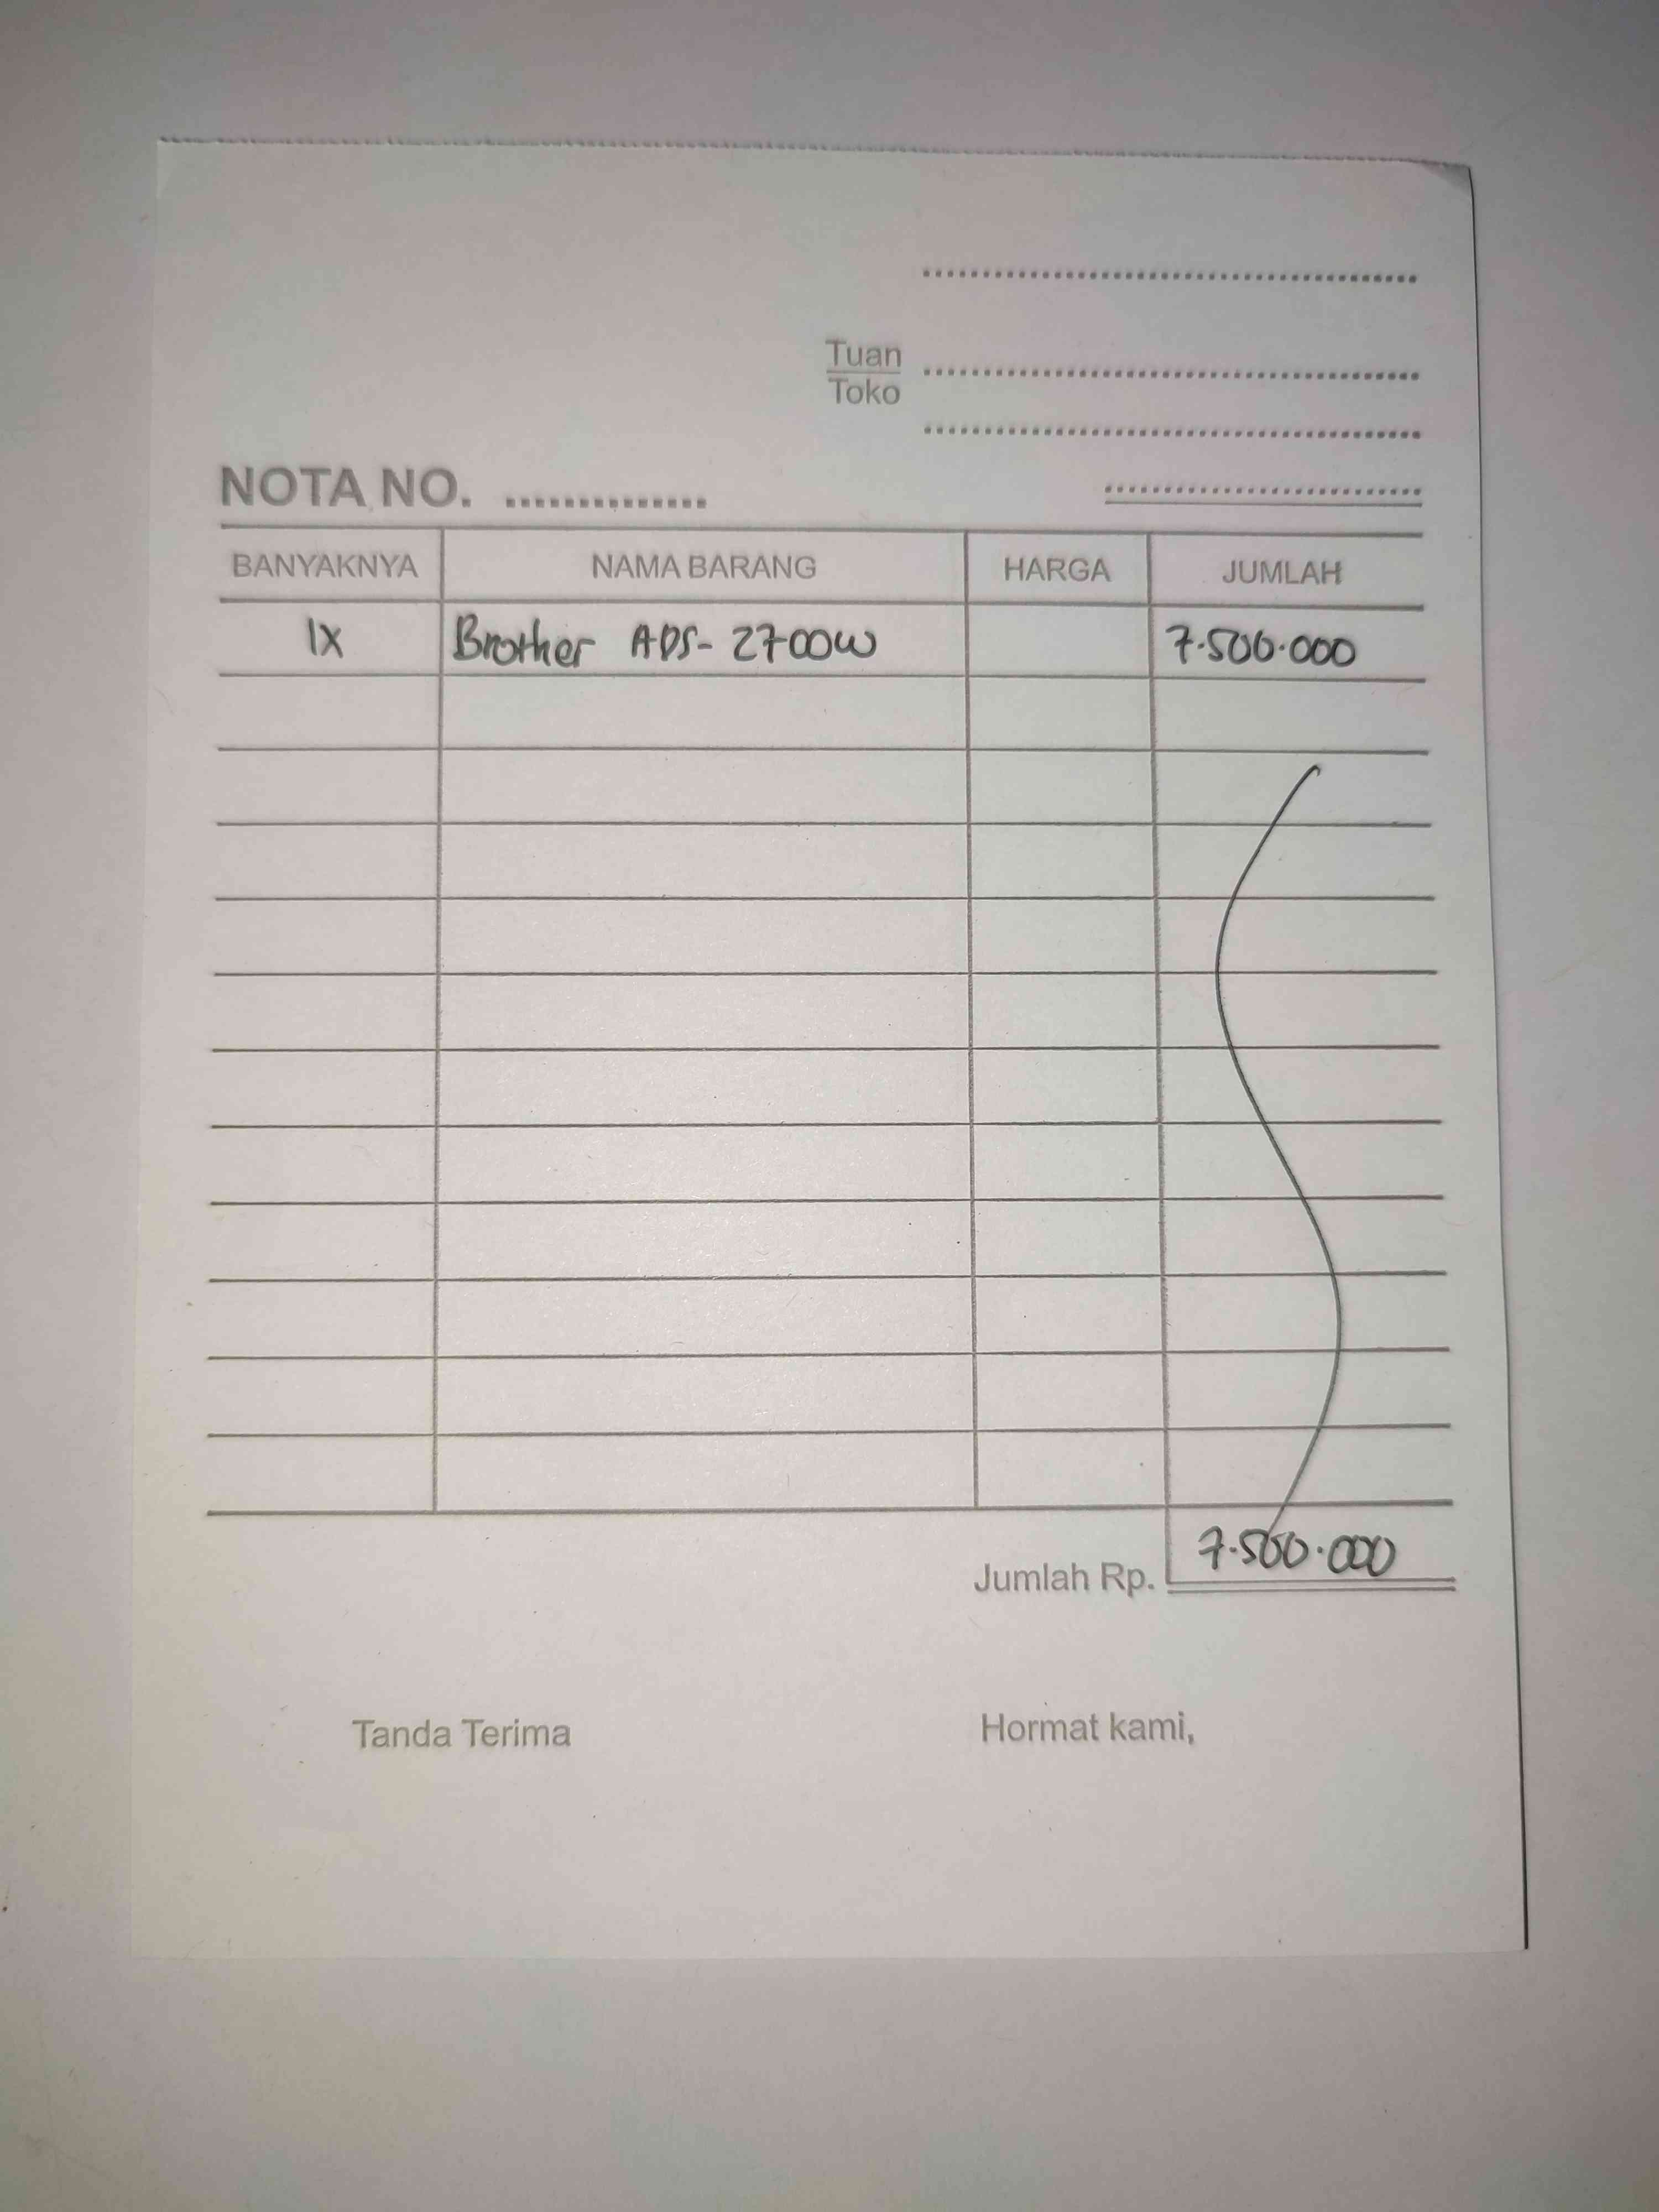 Tuan
Toko
NOTA NO.
BANYAKNYA NAMA BARANG HARGA JUMLAH
1X Brother ADS-2700W 7.500.000
Jumlah Rp. 7.500.000
Tanda Terima Hormat kami,